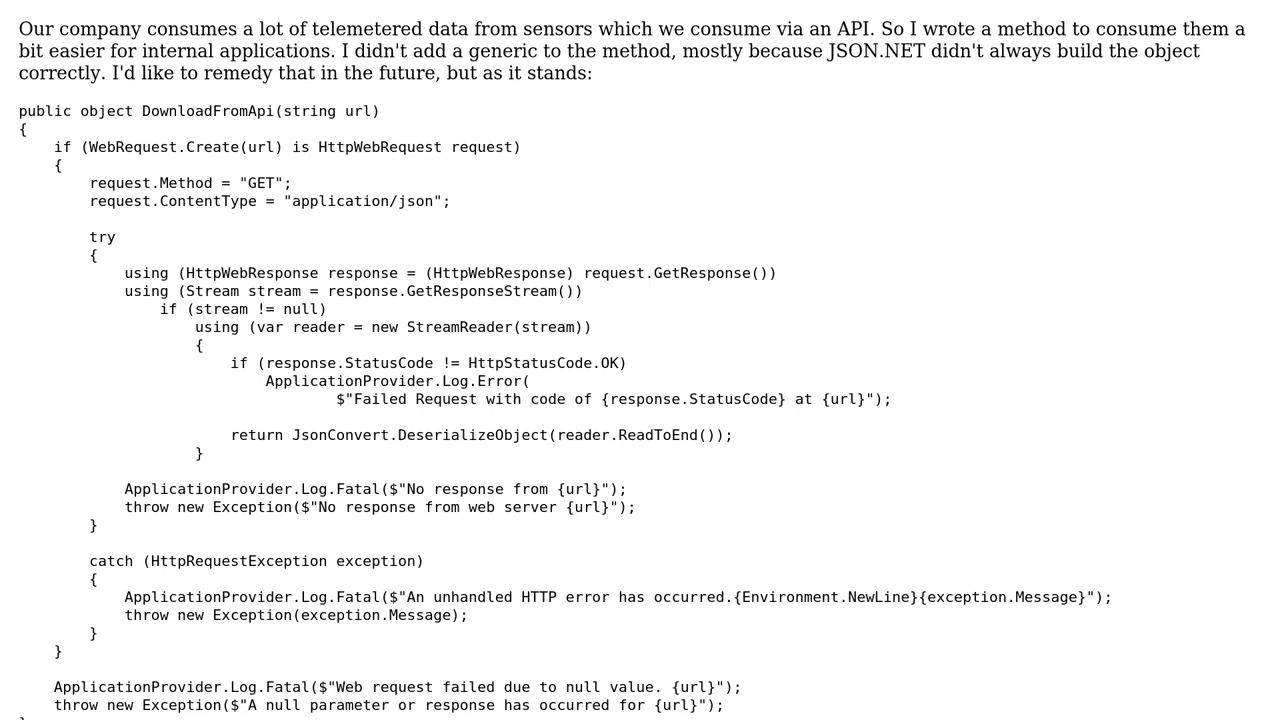 Our company consumes a lot of telemetered data from sensors which we consume via an API. So I wrote a method to consume them a
bit easier for internal applications. I didn't add a generic to the method, mostly because JSON.NET didn't always build the object
correctly. I'd like to remedy that in the future, but as it stands:
public object DownloadFromApi(string url)
{
    if (WebRequest.Create(url) is HttpWebRequest request)
    {
        request.Method = "GET";
        request.ContentType = "application/json";
        try
        {
            using (HttpWebResponse response = (HttpWebResponse) request.GetResponse())
            using (Stream stream = response.GetResponseStream())
                if (stream != null)
                    using (var reader = new StreamReader(stream))
                    {
                        if (response.StatusCode != HttpStatusCode.OK)
                            ApplicationProvider.Log.Error(
                                    $"Failed Request with code of {response.StatusCode} at {url}");
                        return JsonConvert.DeserializeObject(reader.ReadToEnd());
                    }
            ApplicationProvider.Log.Fatal($"No response from {url}");
            throw new Exception($"No response from web server {url}");
        }
        catch (HttpRequestException exception)
        {
            ApplicationProvider.Log.Fatal($"An unhandled HTTP error has occurred.{Environment.NewLine}{exception.Message}");
            throw new Exception(exception.Message);
        }
    }
    ApplicationProvider.Log.Fatal($"Web request failed due to null value. {url}");
    throw new Exception($"A null parameter or response has occurred for {url}");